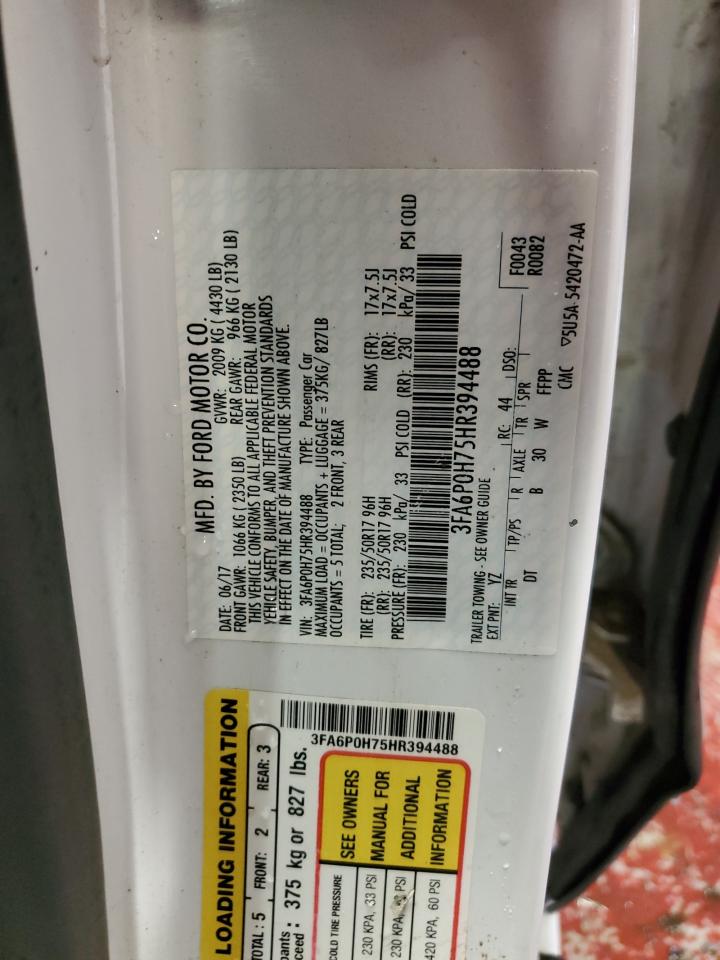 MFD. BY FORD MOTOR CO.
DATE: 06/17 GVWR: 2009 KG ( 4430 LB)
FRONT GAWR: 1066 KG ( 2350 LB) REAR GAWR: 966 KG ( 2130 LB)
THIS VEHICLE CONFORMS TO ALL APPLICABLE FEDERAL MOTOR
VEHICLE SAFETY, BUMPER, AND THEFT PREVENTION STANDARDS
IN EFFECT ON THE DATE OF MANUFACTURE SHOWN ABOVE.
VIN: 3FA6P0H75HR394488 TYPE: Passenger Car
MAXIMUM LOAD = OCCUPANTS + LUGGAGE = 375KG/ 827LB
OCCUPANTS = 5 TOTAL; 2 FRONT, 3 REAR
TIRE (FR): 235/50R17 96H RIMS (FR): 17x7.5J
(RR): 235/50R17 96H (RR): 17x7.5J
PRESSURE (FR): 230 kPa/ 33 PSI COLD (RR): 230 kPa/ 33 PSI COLD
3FA6P0H75HR394488
TRAILER TOWING - SEE OWNER GUIDE
EXT PNT: YZ RC: 44 DSO: F0043
INT TR TP/PS R AXLE TR SPR R0082
DT B 30 W FFPP
CMC ▽5U5A-5420472-AA
LOADING INFORMATION
TOTAL: 5 FRONT: 2 REAR: 3
pants
xceed : 375 kg or 827 lbs.
3FA6P0H75HR394488
COLD TIRE PRESSURE
230 KPA, 33 PSI
230 KPA, PSI
420 KPA, 60 PSI
SEE OWNERS
MANUAL FOR
ADDITIONAL
INFORMATION